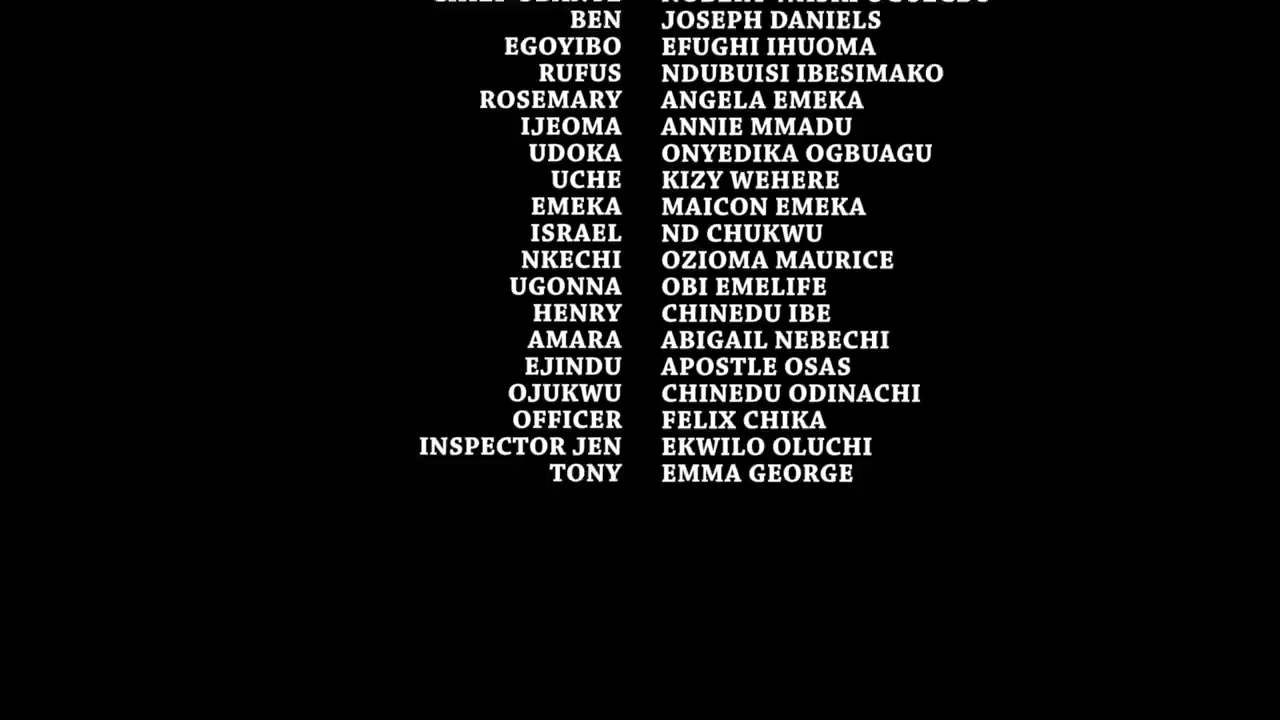 BEN JOSEPH DANIELS
EGOYIBO EFUGHI IHUOMA
RUFUS NDUBUISI IBESIMAKO
ROSEMARY ANGELA EMEKA
IJEOMA ANNIE MMADU
UDOKA ONYEDIKA OGBUAGU
UCHE KIZY WEHERE
EMEKA MAICON EMEKA
ISRAEL ND CHUKWU
NKECHI OZIOMA MAURICE
UGONNA OBI EMELIFE
HENRY CHINEDU IBE
AMARA ABIGAIL NEBECHI
EJINDU APOSTLE OSAS
OJUKWU CHINEDU ODINACHI
OFFICER FELIX CHIKA
INSPECTOR JEN EKWILO OLUCHI
TONY EMMA GEORGE